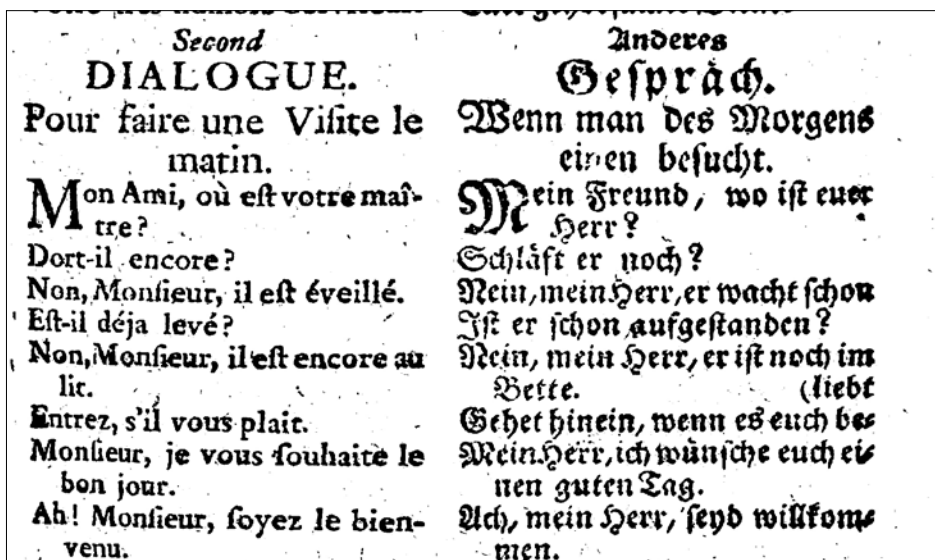 Second
DIALOGUE.
Pour faire une Viſite le
matin.
Mon Ami, où eſt votre maî-
tre?
Dort-il encore?
Non, Monſieur, il eſt éveillé.
Eſt-il déja levé?
Non, Monſieur, il eſt encore au
lit.
Entrez, s'il vous plait.
Monſieur, je vous ſouhaite le
bon jour.
Ah! Monſieur, ſoyez le bien-
venu.
Anderes
Geſpräch.
Wenn man des Morgens
einen beſucht.
Mein Freund, wo iſt euer
Herr?
Schläft er noch?
Nein, mein Herr, er wacht ſchon
Iſt er ſchon aufgeſtanden?
Nein, mein Herr, er iſt noch im
Bette. (liebt
Gehet hinein, wenn es euch be-
Mein Herr, ich wünſche euch ei-
nen guten Tag.
Ach, mein Herr, ſeyd willkom-
men.